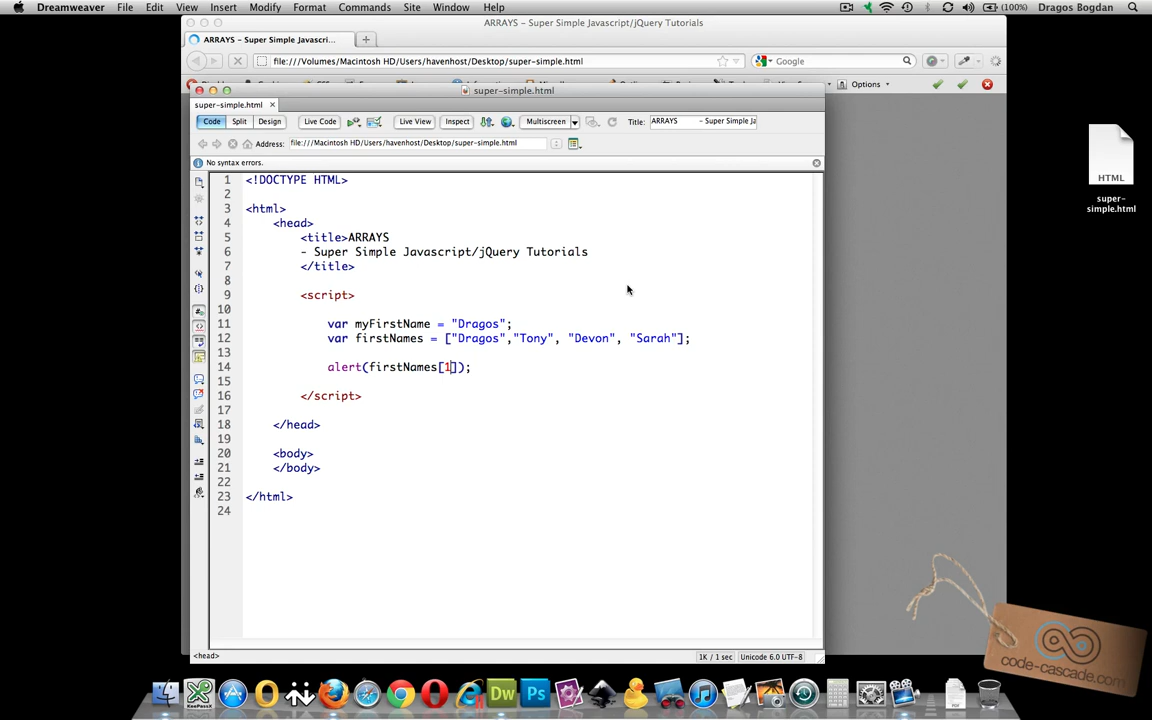 Dreamweaver File Edit View Insert Modify Format Commands Site Window Help (100%) Dragos Bogdan
ARRAYS - Super Simple Javascript/jQuery Tutorials
ARRAYS - Super Simple Javascri...
file:///Volumes/Macintosh HD/Users/havenhost/Desktop/super-simple.html
Google
Options
super-simple.html
super-simple.html
Code Split Design Live Code Live View Inspect Multiscreen Title: ARRAYS - Super Simple Ja
Address: file:///Macintosh HD/Users/havenhost/Desktop/super-simple.html
No syntax errors.
1 <!DOCTYPE HTML>
2
3 <html>
4 <head>
5 <title>ARRAYS
6 - Super Simple Javascript/jQuery Tutorials
7 </title>
8
9 <script>
10
11 var myFirstName = "Dragos";
12 var firstNames = ["Dragos","Tony", "Devon", "Sarah"];
13
14 alert(firstNames[1]);
15
16 </script>
17
18 </head>
19
20 <body>
21 </body>
22
23 </html>
24
<head>
1K / 1 sec Unicode 6.0 UTF-8
HTML
super-
simple.html
code-cascade.com
KeePassX
Dw
Ps
PDF